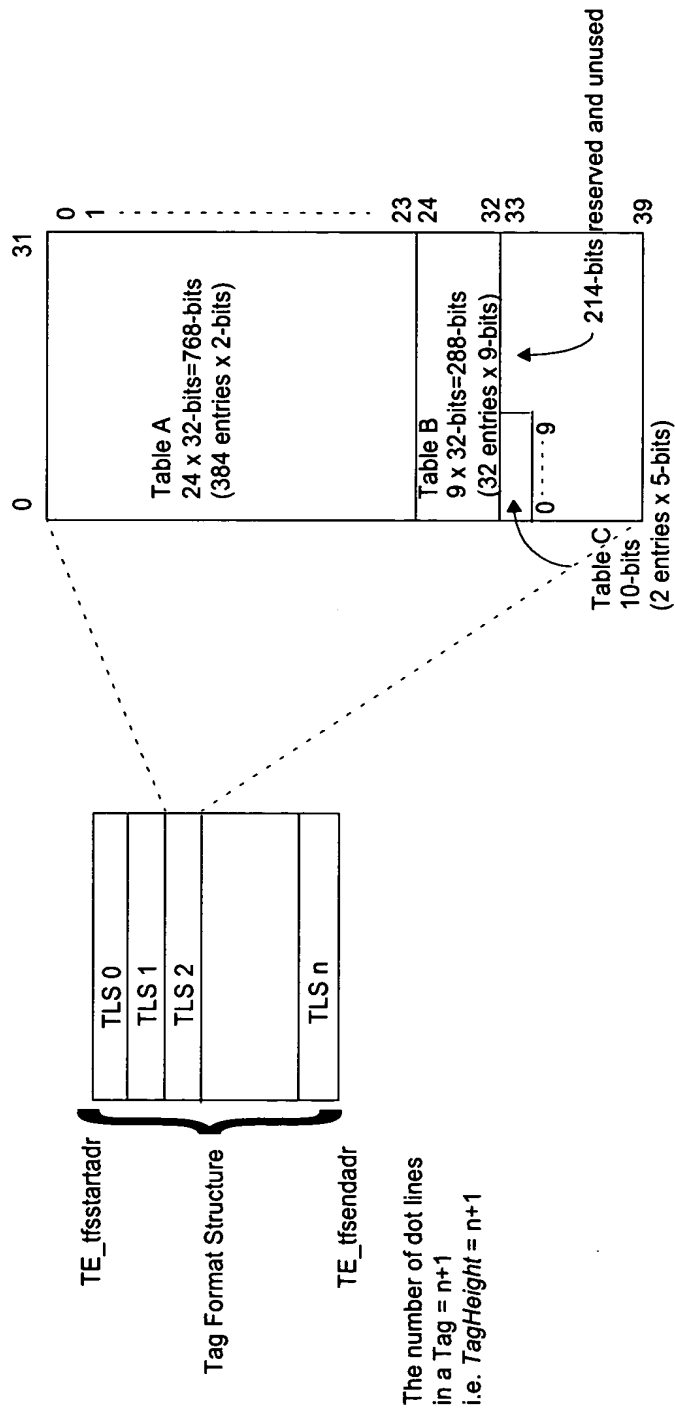 TE_tfsstartadr
Tag Format Structure
TE_tfsendadr
The number of dot lines
in a Tag = n+1
i.e. TagHeight = n+1
TLS 0
TLS 1
TLS 2
TLS n
0
31
0
1
23
24
32
33
39
Table A
24 x 32-bits=768-bits
(384 entries x 2-bits)
Table B
9 x 32-bits=288-bits
(32 entries x 9-bits)
0 ...... 9
214-bits reserved and unused
Table C
10-bits
(2 entries x 5-bits)